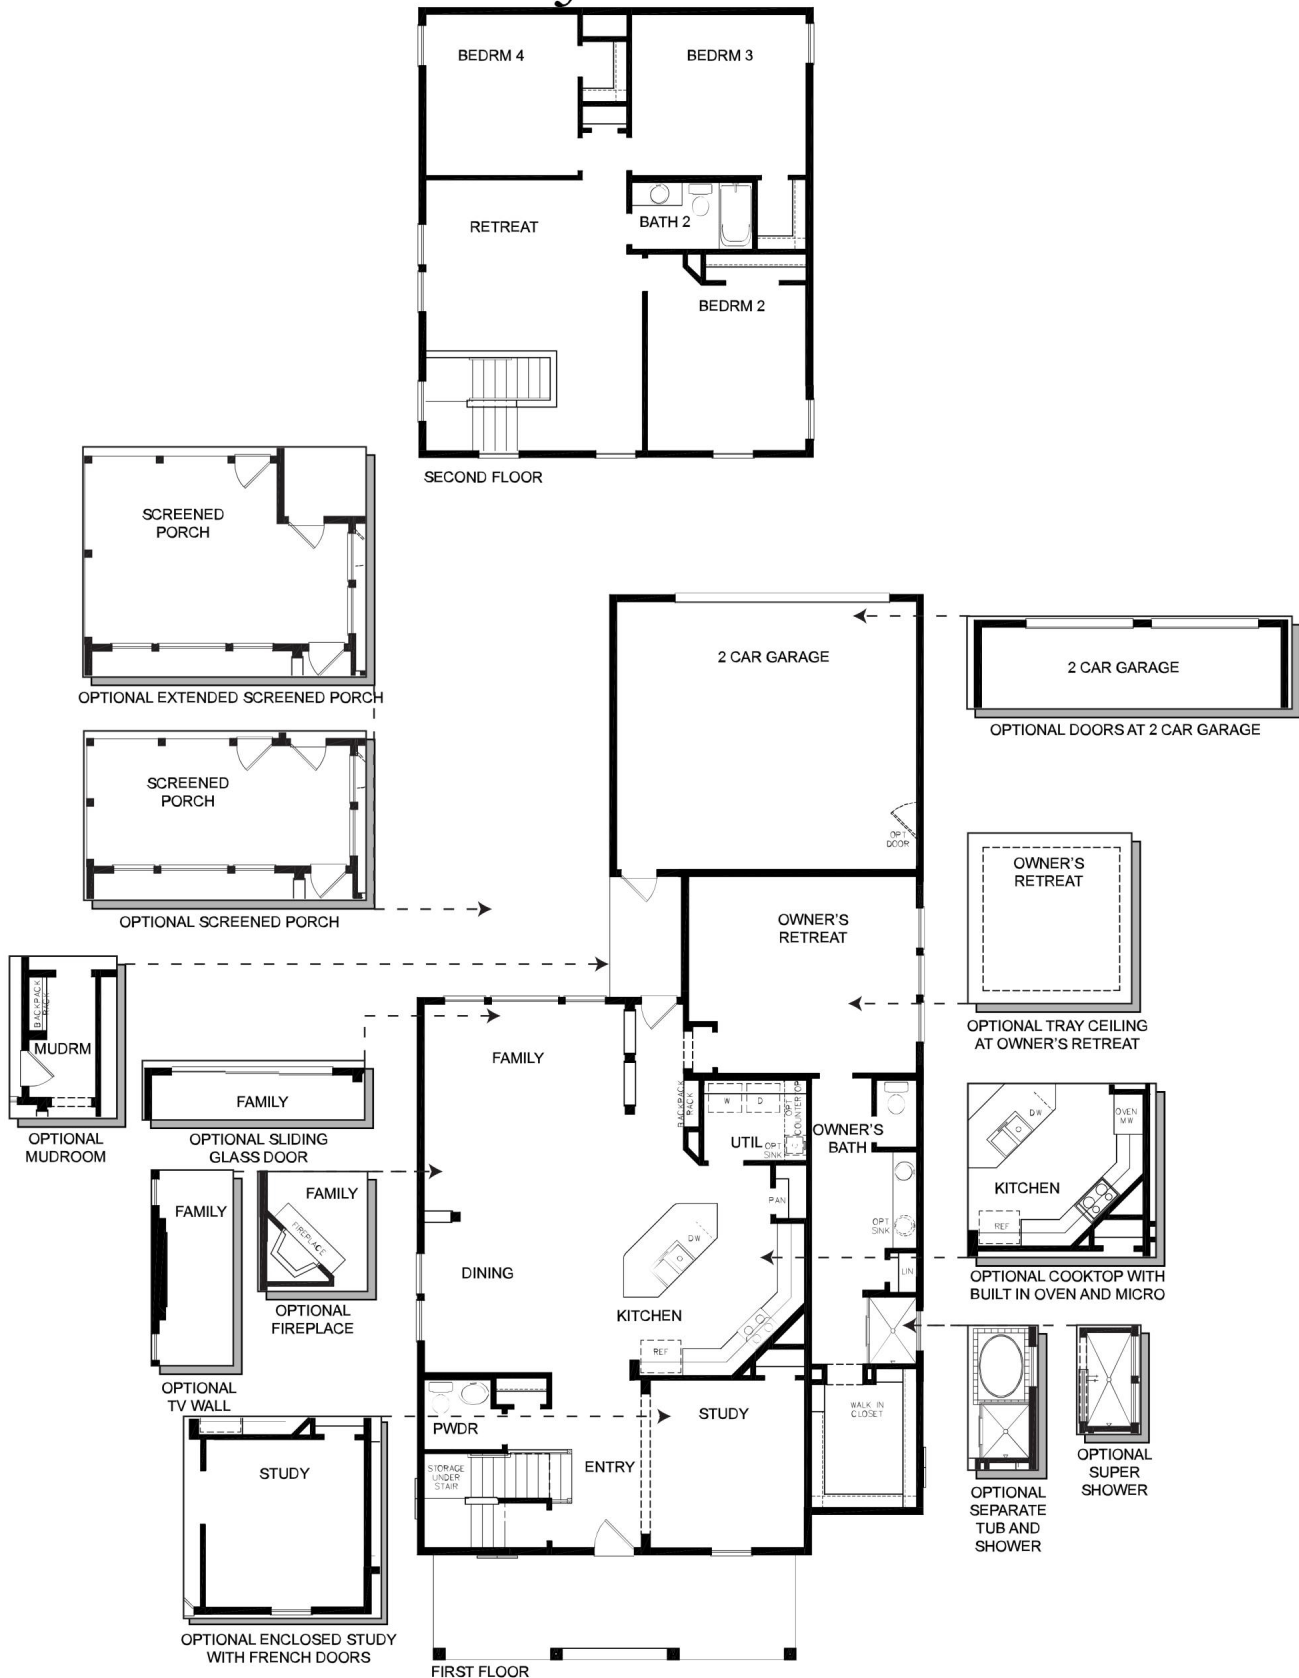 y
BEDRM 4
BEDRM 3
RETREAT
BATH 2
BEDRM 2
SECOND FLOOR
SCREENED
PORCH
OPTIONAL EXTENDED SCREENED PORCH
2 CAR GARAGE
OPT
DOOR
2 CAR GARAGE
OPTIONAL DOORS AT 2 CAR GARAGE
SCREENED
PORCH
OPTIONAL SCREENED PORCH
OWNER'S
RETREAT
OWNER'S
RETREAT
OPTIONAL TRAY CEILING
AT OWNER'S RETREAT
BACKPACK
RACK
MUDRM
OPTIONAL
MUDROOM
FAMILY
OPTIONAL SLIDING
GLASS DOOR
FAMILY
BACKPACK
RACK
W
D
OPT
COUNTERTOP
UTIL
OPT
SINK
OWNER'S
BATH
OVEN
MW
DW
KITCHEN
REF
OPTIONAL COOKTOP WITH
BUILT IN OVEN AND MICRO
FAMILY
OPTIONAL
TV WALL
FAMILY
FIREPLACE
OPTIONAL
FIREPLACE
DINING
PAN
DW
KITCHEN
REF
OPT
SINK
LIN
OPTIONAL
SEPARATE
TUB AND
SHOWER
OPTIONAL
SUPER
SHOWER
STUDY
OPTIONAL ENCLOSED STUDY
WITH FRENCH DOORS
PWDR
STORAGE
UNDER
STAIR
ENTRY
STUDY
WALK IN
CLOSET
FIRST FLOOR